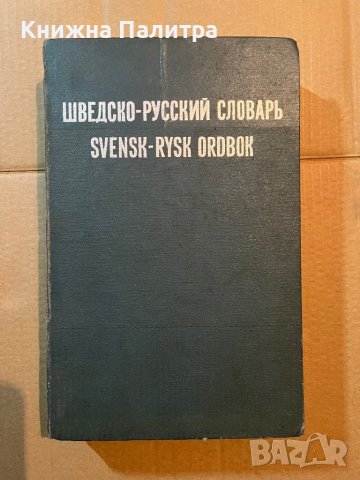 Книжна Палитра
ШВЕДСКО-РУССКИЙ СЛОВАРЬ
SVENSK-RYSK ORDBOK
BAZAR